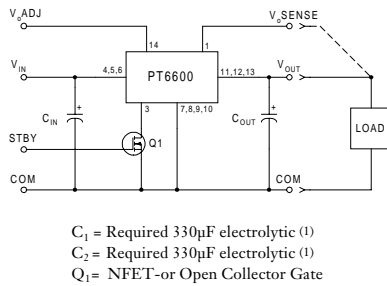 VoADJ
VoSENSE
14
1
VIN
4,5,6
PT6600
11,12,13
VOUT
CIN
+
3
7,8,9,10
COUT
+
LOAD
STBY
Q1
COM
COM
C1 = Required 330µF electrolytic (1)
C2 = Required 330µF electrolytic (1)
Q1= NFET-or Open Collector Gate